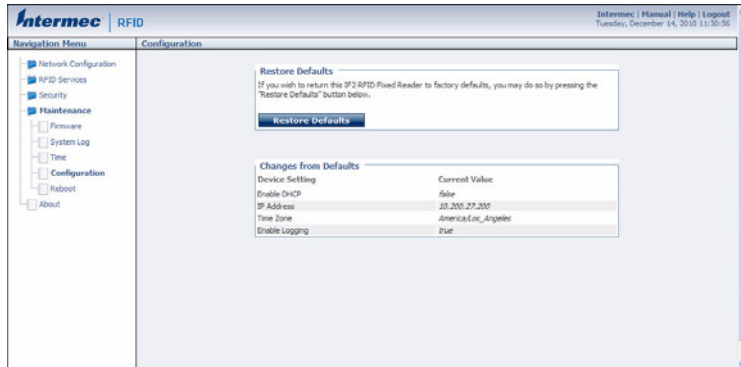 Intermec | RFID
Intermec | Manual | Help | Logout
Tuesday, December 14, 2010 11:30:56
Navigation Menu
Configuration
Network Configuration
RFID Services
Security
Maintenance
Firmware
System Log
Time
Configuration
Reboot
About
Restore Defaults
If you wish to return this IF2 RFID Fixed Reader to factory defaults, you may do so by pressing the
"Restore Defaults" button below.
Restore Defaults
Changes from Defaults
Device Setting Current Value
Enable DHCP false
IP Address 10.200.27.200
Time Zone America/Los_Angeles
Enable Logging true